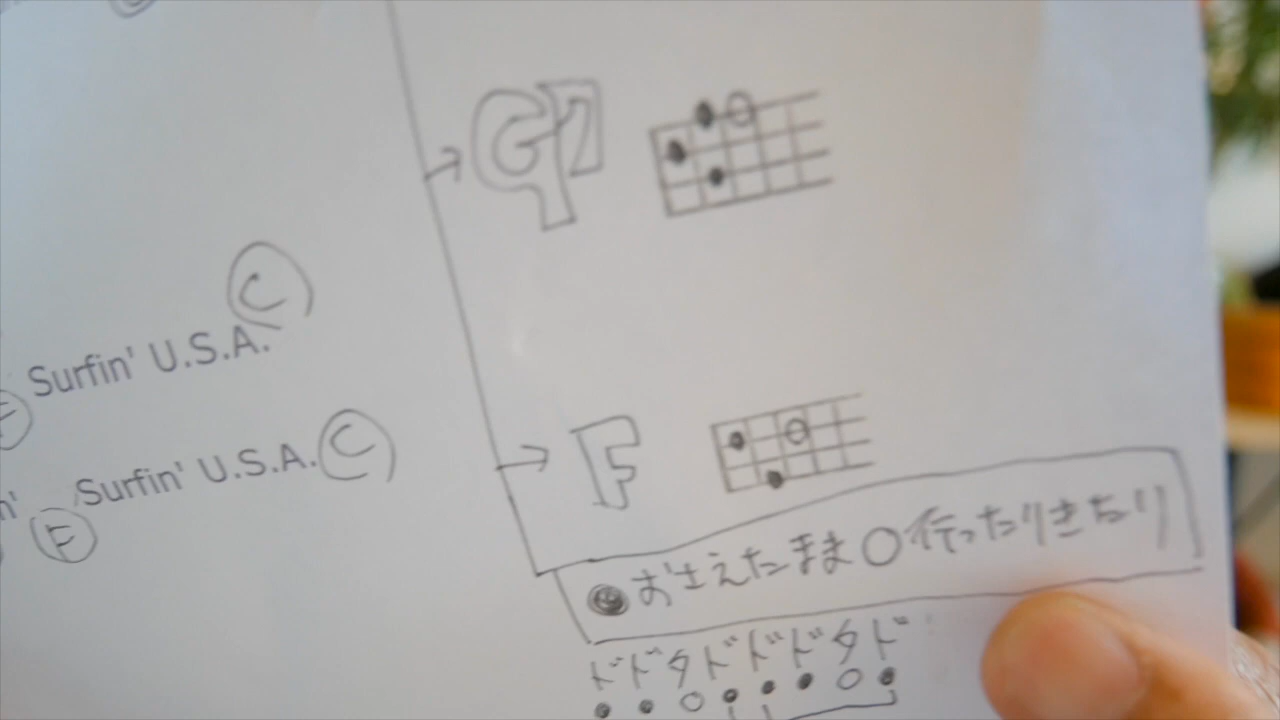 G7
C
Surfin' U.S.A.
F
Surfin' U.S.A. C
F
●おさえたまま○行ったりきたり
ドドタドドドタド